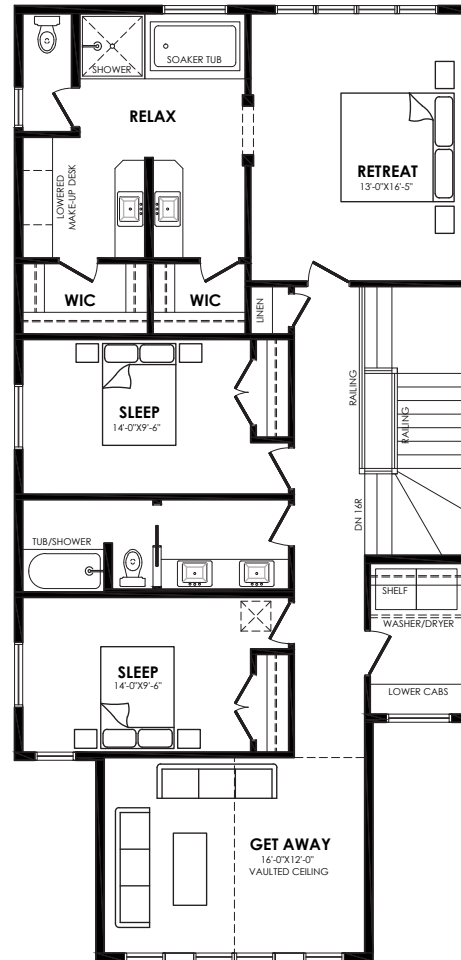 SHOWER
SOAKER TUB
RELAX
RETREAT
13'-0"X16'-5"
LOWERED
MAKE-UP DESK
WIC
WIC
LINEN
RAILING
RAILING
SLEEP
14'-0"X9'-6"
DN 16R
TUB/SHOWER
SHELF
WASHER/DRYER
SLEEP
14'-0"X9'-6"
LOWER CABS
GET AWAY
16'-0"X12'-0"
VAULTED CEILING